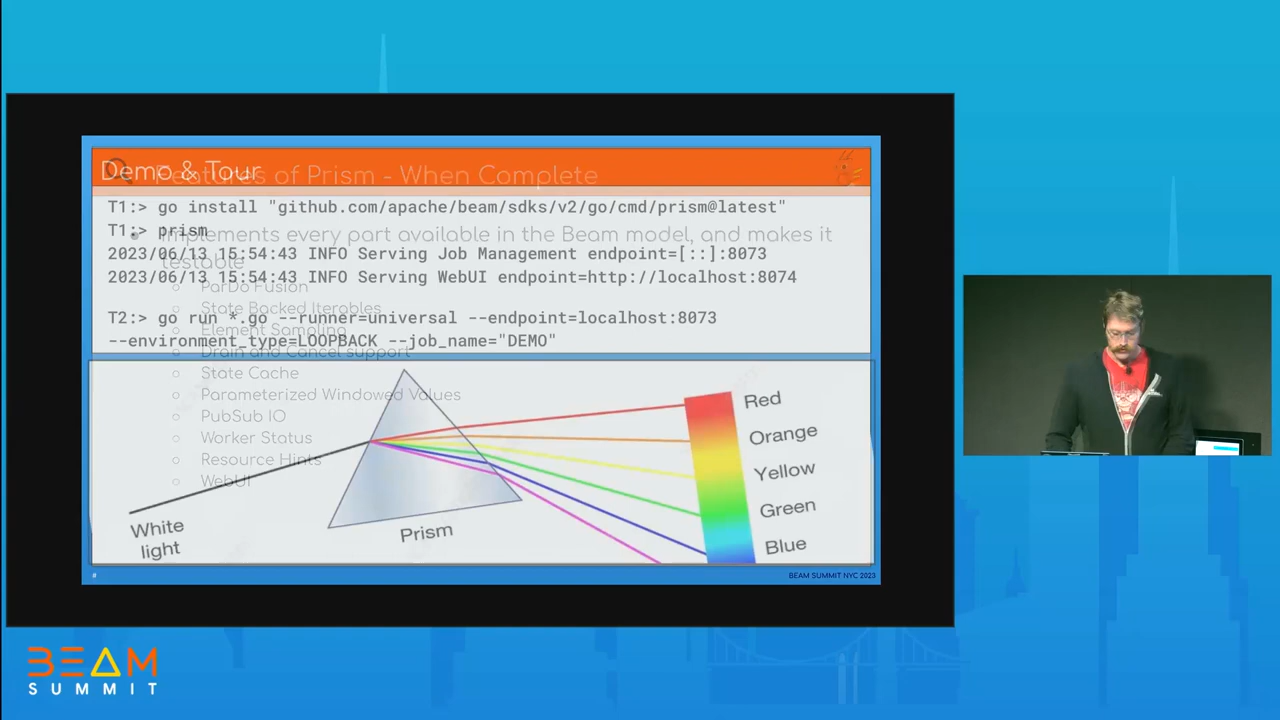 Demo & Tour
Features of Prism - When Complete
T1:> go install "github.com/apache/beam/sdks/v2/go/cmd/prism@latest"
T1:> prism
Implements every part available in the Beam model, and makes it
testable
2023/06/13 15:54:43 INFO Serving Job Management endpoint=[::]:8073
2023/06/13 15:54:43 INFO Serving WebUI endpoint=http://localhost:8074
ParDo Fusion
State Backed Iterables
T2:> go run *.go --runner=universal --endpoint=localhost:8073
Element Sampling
--environment_type=LOOPBACK --job_name="DEMO"
Drain and Cancel support
State Cache
Parameterized Windowed Values
PubSub IO
Worker Status
Resource Hints
WebUI
White
light
Prism
Red
Orange
Yellow
Green
Blue
#
BEAM SUMMIT NYC 2023
BEAM
SUMMIT